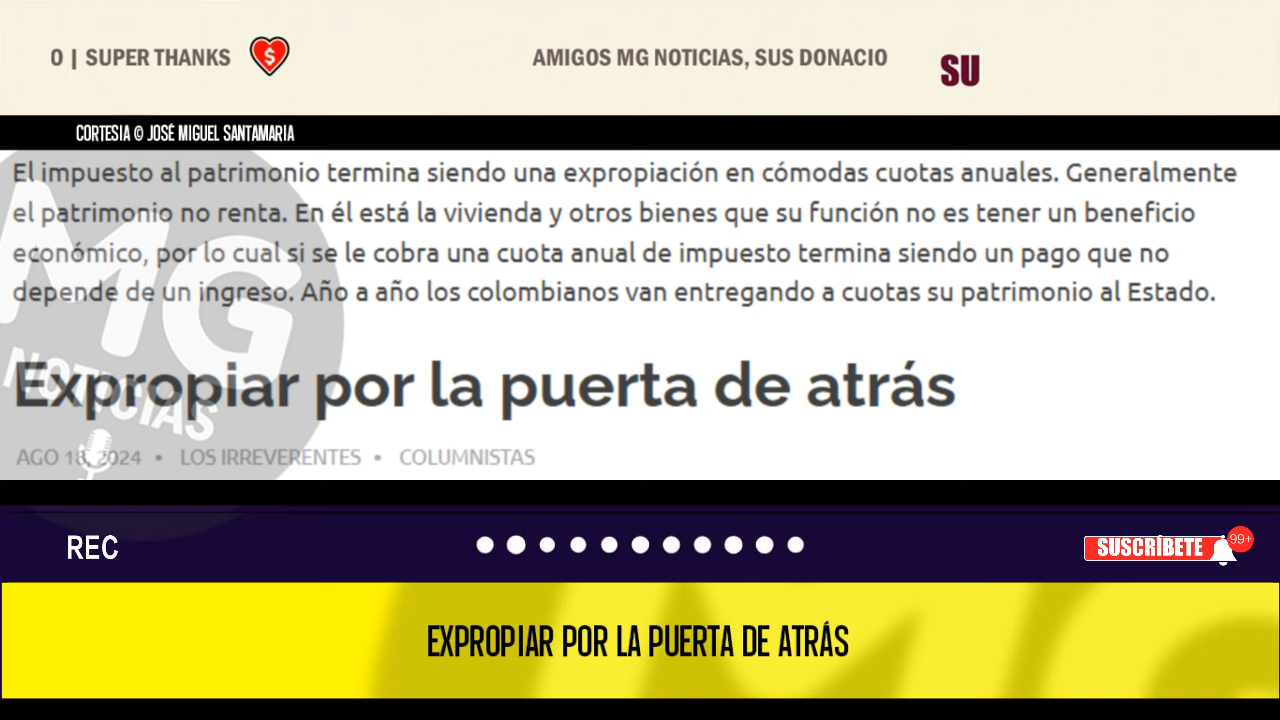 0 | SUPER THANKS
AMIGOS MG NOTICIAS, SUS DONACIO
SU
CORTESIA © JOSÉ MIGUEL SANTAMARIA
El impuesto al patrimonio termina siendo una expropiación en cómodas cuotas anuales. Generalmente
el patrimonio no renta. En él está la vivienda y otros bienes que su función no es tener un beneficio
económico, por lo cual si se le cobra una cuota anual de impuesto termina siendo un pago que no
depende de un ingreso. Año a año los colombianos van entregando a cuotas su patrimonio al Estado.
MG
NOTICIAS
Expropiar por la puerta de atrás
AGO 18, 2024 • LOS IRREVERENTES • COLUMNISTAS
REC
SUSCRÍBETE
99+
EXPROPIAR POR LA PUERTA DE ATRÁS